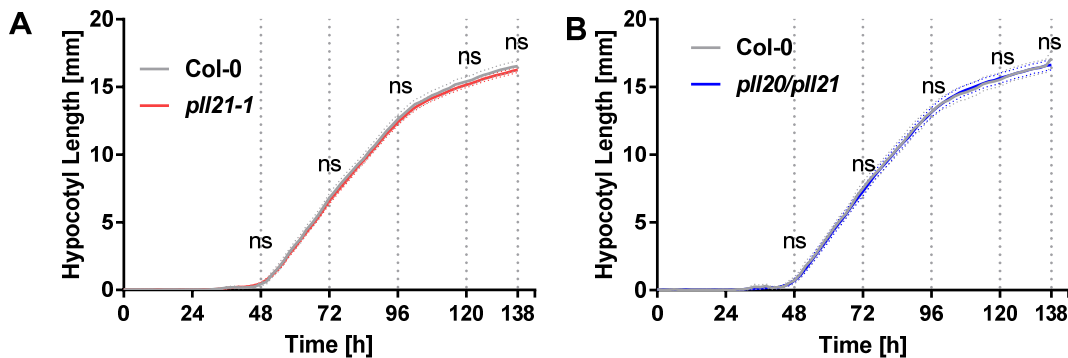 A
Hypocotyl Length [mm]
20
15
10
5
0
Col-0
pll21-1
ns
ns
ns
ns
ns
0
24
48
72
96
120
138
Time [h]
B
Hypocotyl Length [mm]
20
15
10
5
0
Col-0
pll20/pll21
ns
ns
ns
ns
ns
0
24
48
72
96
120
138
Time [h]